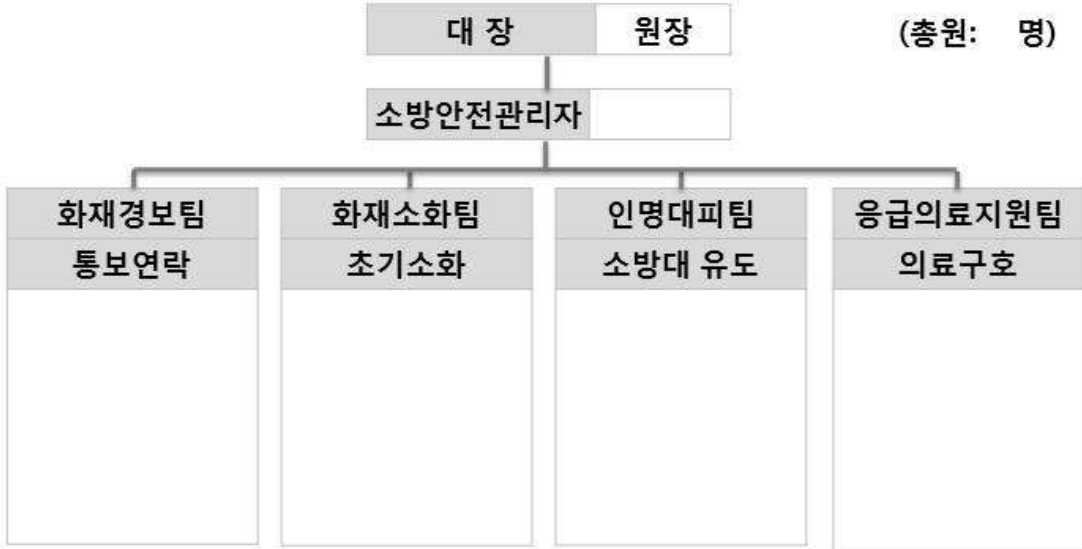 대 장 원장 (총원: 명)
소방안전관리자
화재경보팀 화재소화팀 인명대피팀 응급의료지원팀
통보연락 초기소화 소방대 유도 의료구호